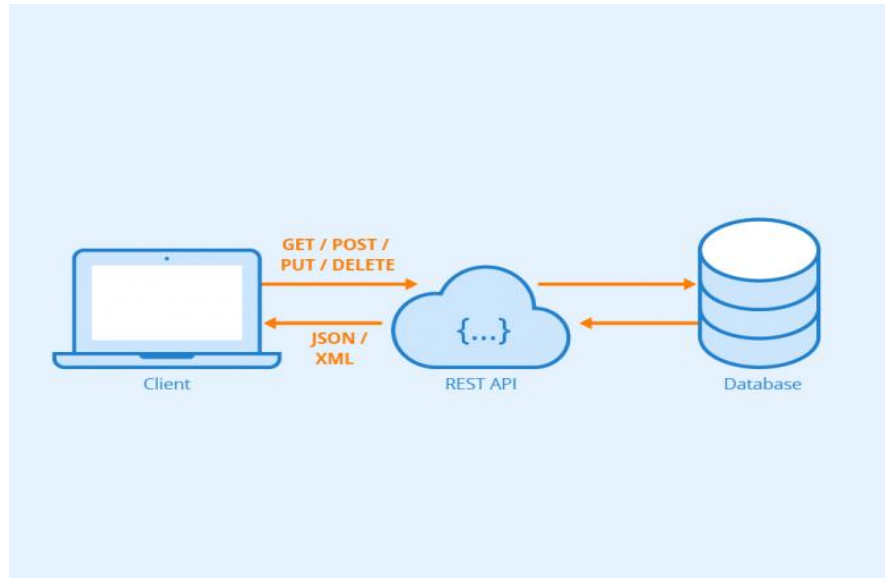 GET / POST /
PUT / DELETE
JSON /
XML
{...}
Client
REST API
Database